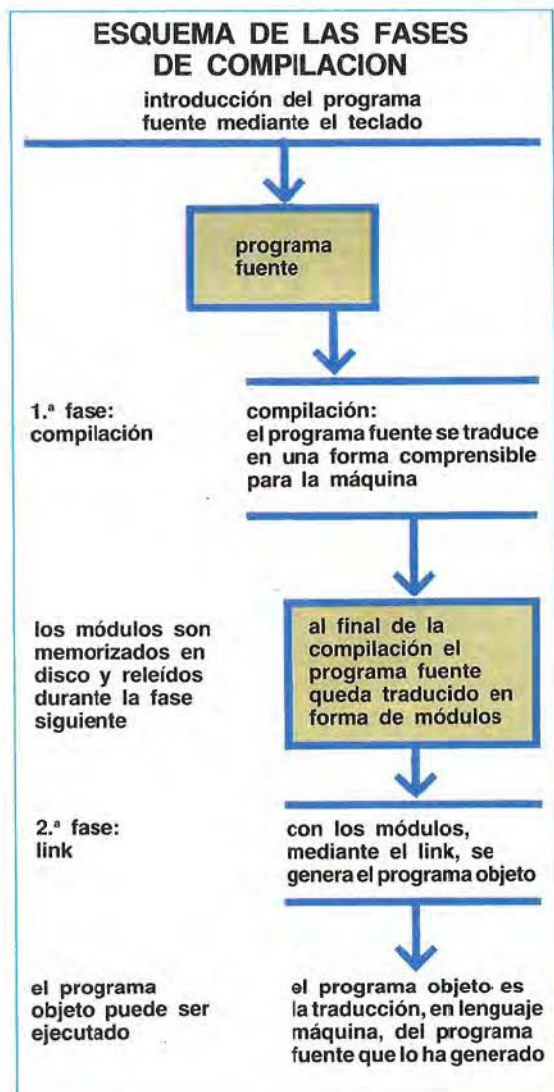 ESQUEMA DE LAS FASES
DE COMPILACION
introducción del programa
fuente mediante el teclado
programa
fuente
1.ª fase:
compilación
compilación:
el programa fuente se traduce
en una forma comprensible
para la máquina
los módulos son
memorizados en
disco y releídos
durante la fase
siguiente
al final de la
compilación el
programa fuente
queda traducido en
forma de módulos
2.ª fase:
link
con los módulos,
mediante el link, se
genera el programa objeto
el programa
objeto puede ser
ejecutado
el programa objeto es
la traducción, en lenguaje
máquina, del programa
fuente que lo ha generado